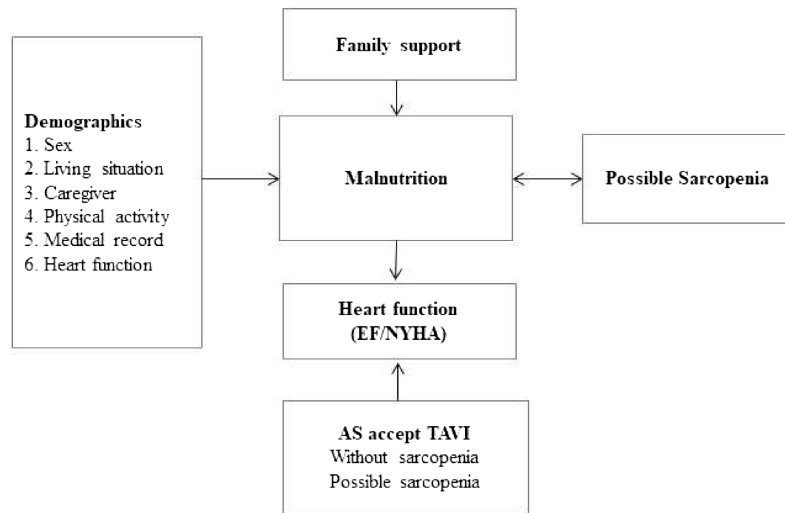 Family support
Demographics
1. Sex
2. Living situation
3. Caregiver
4. Physical activity
5. Medical record
6. Heart function
Malnutrition
Possible Sarcopenia
Heart function
(EF/NYHA)
AS accept TAVI
Without sarcopenia
Possible sarcopenia